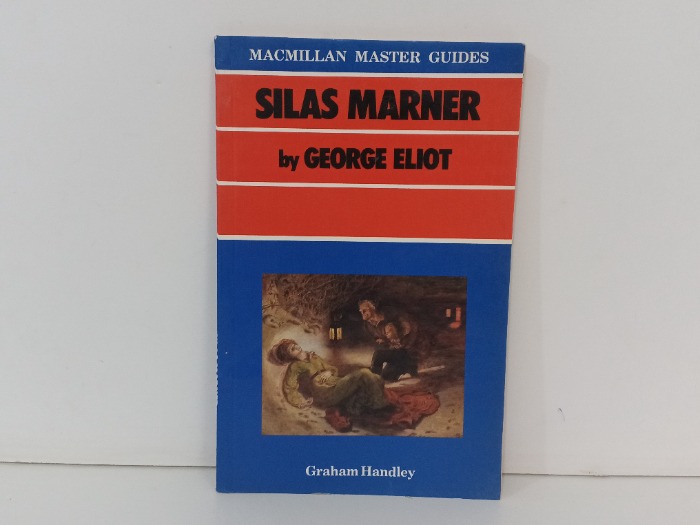 MACMILLAN MASTER GUIDES
SILAS MARNER
by GEORGE ELIOT
Graham Handley